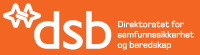 dsb
Direktoratet for
samfunnssikkerhet
og beredskap